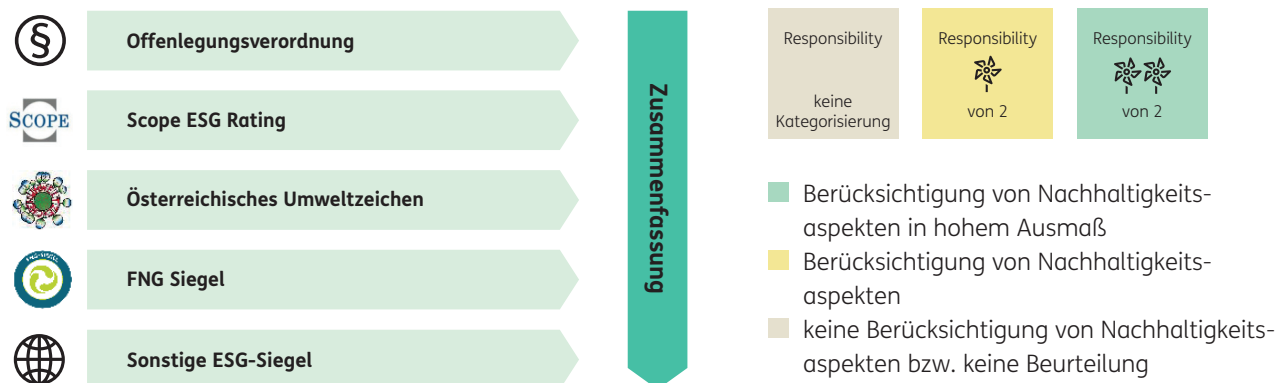 §
Offenlegungsverordnung
SCOPE
Scope ESG Rating
Österreichisches Umweltzeichen
FNG-SIEGEL
FNG Siegel
Sonstige ESG-Siegel
Zusammenfassung
Responsibility
keine
Kategorisierung
Responsibility
von 2
Responsibility
von 2
Berücksichtigung von Nachhaltigkeits-
aspekten in hohem Ausmaß
Berücksichtigung von Nachhaltigkeits-
aspekten
keine Berücksichtigung von Nachhaltigkeits-
aspekten bzw. keine Beurteilung